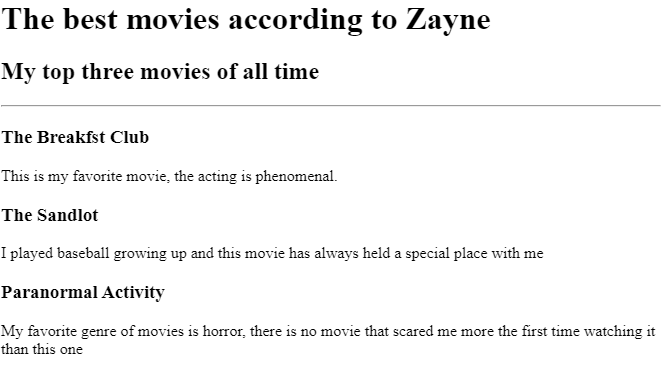 The best movies according to Zayne
My top three movies of all time
The Breakfst Club
This is my favorite movie, the acting is phenomenal.
The Sandlot
I played baseball growing up and this movie has always held a special place with me
Paranormal Activity
My favorite genre of movies is horror, there is no movie that scared me more the first time watching it
than this one